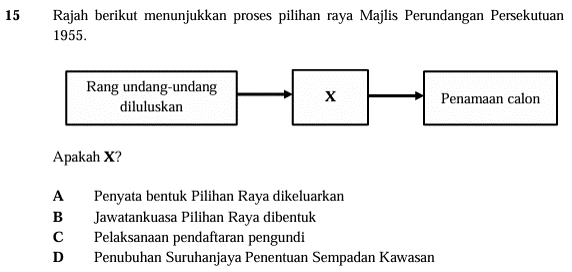 15 Rajah berikut menunjukkan proses pilihan raya Majlis Perundangan Persekutuan
1955.
Rang undang-undang
diluluskan
X
Penamaan calon
Apakah X?
A Penyata bentuk Pilihan Raya dikeluarkan
B Jawatankuasa Pilihan Raya dibentuk
C Pelaksanaan pendaftaran pengundi
D Penubuhan Suruhanjaya Penentuan Sempadan Kawasan